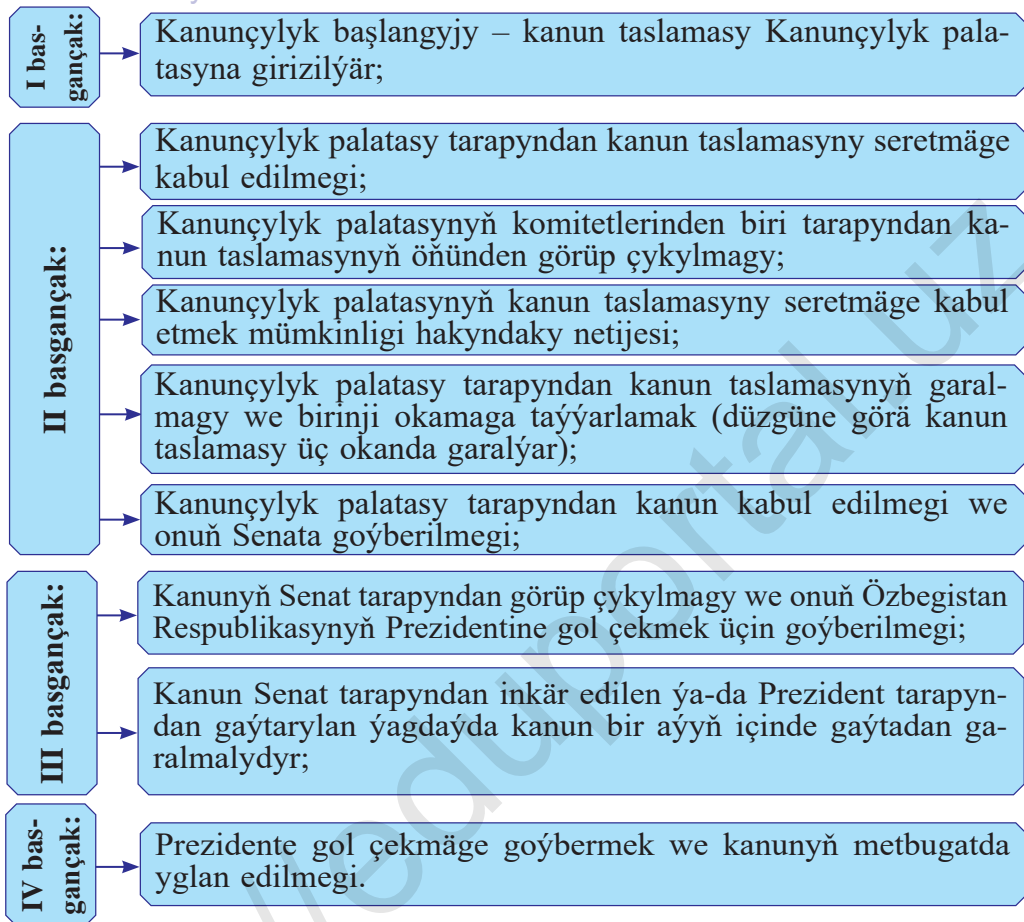 I bas-
gançak:
Kanunçylyk başlangyjy – kanun taslamasy Kanunçylyk pala-
tasyna girizilýär;
II basgançak:
Kanunçylyk palatasy tarapyndan kanun taslamasyny seretmäge
kabul edilmegi;
Kanunçylyk palatasynyň komitetlerinden biri tarapyndan ka-
nun taslamasynyň öňünden görüp çykylmagy;
Kanunçylyk palatasynyň kanun taslamasyny seretmäge kabul
etmek mümkinligi hakyndaky netijesi;
Kanunçylyk palatasy tarapyndan kanun taslamasynyň garal-
magy we birinji okamaga taýýarlamak (düzgüne görä kanun
taslamasy üç okanda garalýar);
Kanunçylyk palatasy tarapyndan kanun kabul edilmegi we
onuň Senata goýberilmegi;
III basgançak:
Kanunyň Senat tarapyndan görüp çykylmagy we onuň Özbegistan
Respublikasynyň Prezidentine gol çekmek üçin goýberilmegi;
Kanun Senat tarapyndan inkär edilen ýa-da Prezident tarapyn-
dan gaýtarylan ýagdaýda kanun bir aýyň içinde gaýtadan ga-
ralmalydyr;
IV bas-
gançak:
Prezidente gol çekmäge goýbermek we kanunyň metbugatda
yglan edilmegi.
//eduportal.uz